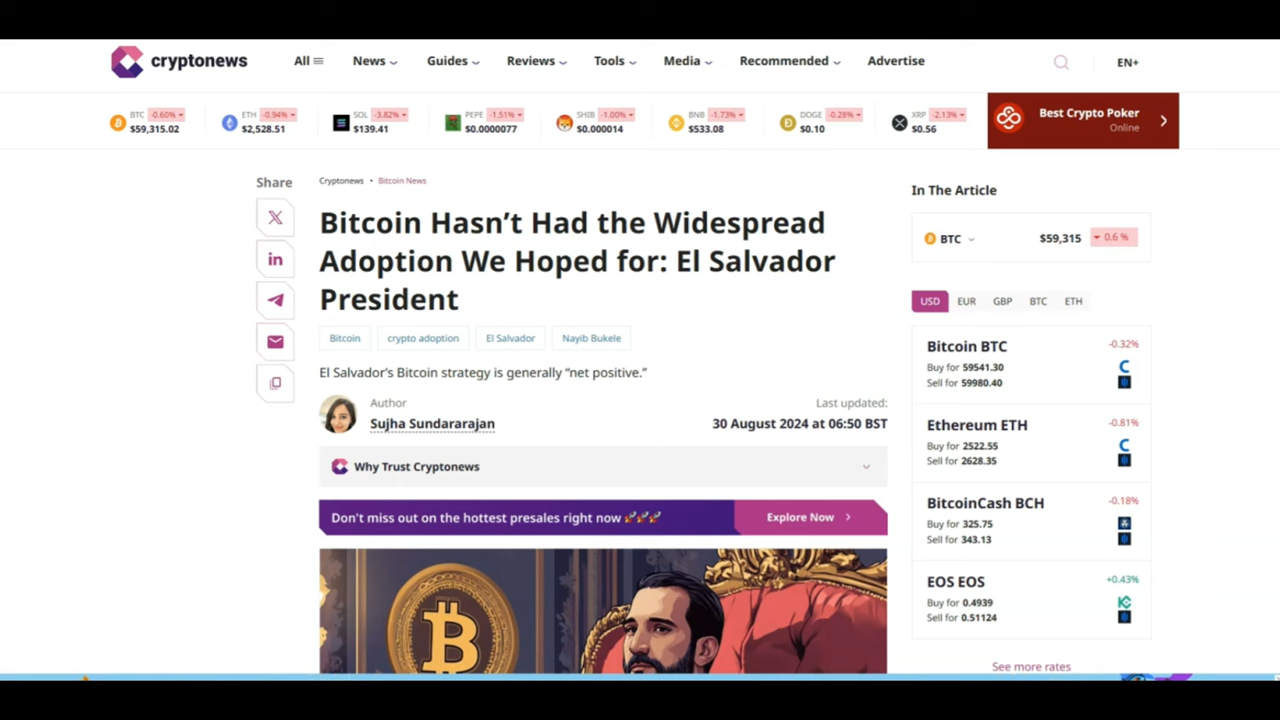 cryptonews
All
News
Guides
Reviews
Tools
Media
Recommended
Advertise
EN+
BTC -0.60%
$59,315.02
ETH -0.94%
$2,528.51
SOL -3.82%
$139.41
PEPE -1.51%
$0.0000077
SHIB -1.00%
$0.000014
BNB -1.73%
$533.08
DOGE -0.28%
$0.10
XRP -2.13%
$0.56
Best Crypto Poker
Online
Share
Cryptonews • Bitcoin News
Bitcoin Hasn’t Had the Widespread
Adoption We Hoped for: El Salvador
President
Bitcoin
crypto adoption
El Salvador
Nayib Bukele
El Salvador’s Bitcoin strategy is generally “net positive.”
Author
Sujha Sundararajan
Last updated:
30 August 2024 at 06:50 BST
Why Trust Cryptonews
Don't miss out on the hottest presales right now 🚀🚀🚀
Explore Now
In The Article
BTC $59,315 0.6 %
USD EUR GBP BTC ETH
Bitcoin BTC -0.32%
Buy for 59541.30
Sell for 59980.40
Ethereum ETH -0.81%
Buy for 2522.55
Sell for 2628.35
BitcoinCash BCH -0.18%
Buy for 325.75
Sell for 343.13
EOS EOS +0.43%
Buy for 0.4939
Sell for 0.51124
See more rates